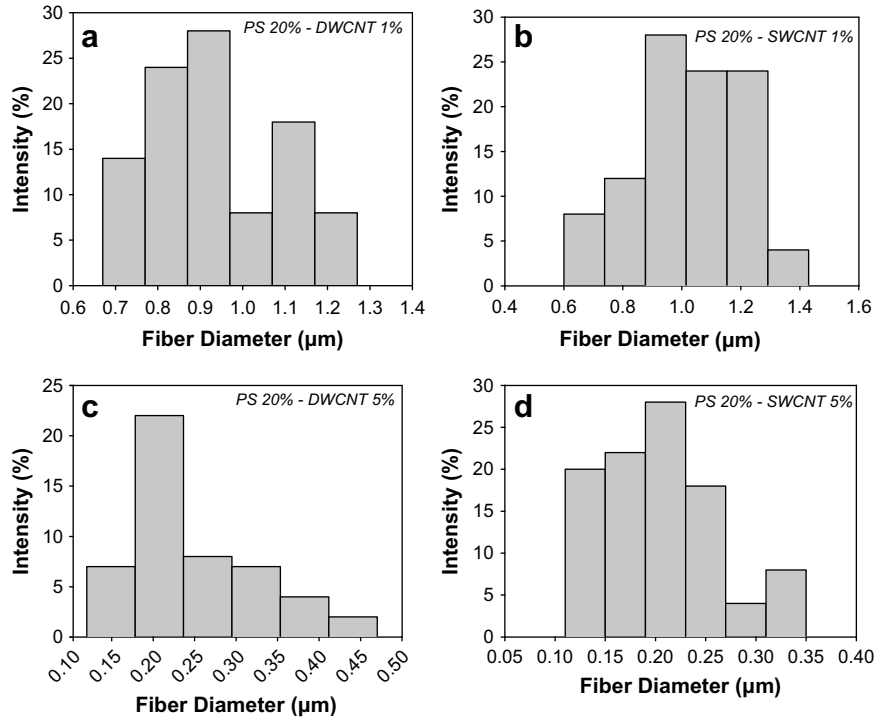 a
PS 20% - DWCNT 1%
30
25
20
15
10
5
0
Intensity (%)
0.6 0.7 0.8 0.9 1.0 1.1 1.2 1.3 1.4
Fiber Diameter (μm)
b
PS 20% - SWCNT 1%
30
25
20
15
10
5
0
Intensity (%)
0.4 0.6 0.8 1.0 1.2 1.4 1.6
Fiber Diameter (μm)
c
PS 20% - DWCNT 5%
25
20
15
10
5
0
Intensity (%)
0.10 0.15 0.20 0.25 0.30 0.35 0.40 0.45 0.50
Fiber Diameter (μm)
d
PS 20% - SWCNT 5%
30
25
20
15
10
5
0
Intensity (%)
0.05 0.10 0.15 0.20 0.25 0.30 0.35 0.40
Fiber Diameter (μm)